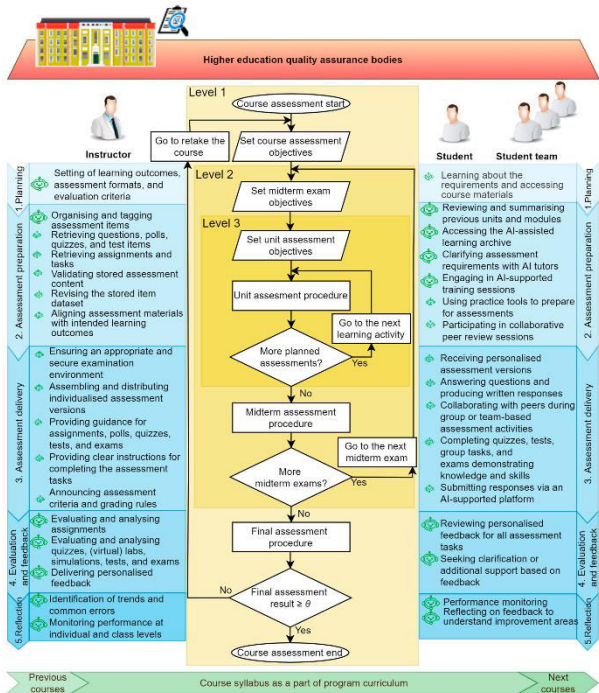 Higher education quality assurance bodies
Level 1
Course assessment start
Go to retake the
course
Set course assessment
objectives
Level 2
Set midterm exam
objectives
Level 3
Set unit assessment
objectives
Unit assesment procedure
Go to the next
learning activity
More planned
assessments?
Yes
No
Midterm assessment
procedure
Go to the next
midterm exam
More
midterm exams?
Yes
No
Final assessment
procedure
No
Final assessment
result ≥ θ
Yes
Course assessment end
Instructor
1.Planning
Setting of learning outcomes,
assessment formats, and
evaluation criteria
2. Assessment preparation
Organising and tagging
assessment items
Retrieving questions, polls,
quizzes, and test items
Retrieving assignments and
tasks
Validating stored assessment
content
Revising the stored item
dataset
Aligning assessment materials
with intended learning
outcomes
3. Assessment delivery
Ensuring an appropriate and
secure examination
environment
Assembling and distributing
individualised assessment
versions
Providing guidance for
assignments, polls, quizzes,
tests, and exams
Providing clear instructions for
completing the assessment
tasks
Announcing assessment
criteria and grading rules
4. Evaluation
and feedback
Evaluating and analysing
assignments
Evaluating and analysing
quizzes, (virtual) labs,
simulations, tests, and exams
Delivering personalised
feedback
5.Reflection
Identification of trends and
common errors
Monitoring performance at
individual and class levels
Student
Student team
1.Planning
Learning about the
requirements and accessing
course materials
2. Assessment preparation
Reviewing and summarising
previous units and modules
Accessing the AI-assisted
learning archive
Clarifying assessment
requirements with AI tutors
Engaging in AI-supported
training sessions
Using practice tools to prepare
for assessments
Participating in collaborative
peer review sessions
3. Assessment delivery
Receiving personalised
assessment versions
Answering questions and
producing written responses
Collaborating with peers during
group or team-based
assessment activities
Completing quizzes, tests,
group tasks, and
exams demonstrating
knowledge and skills
Submitting responses via an
AI-supported platform
4. Evaluation
and feedback
Reviewing personalised
feedback for all assessment
tasks
Seeking clarification or
additional support based on
feedback
5.Reflection
Performance monitoring
Reflecting on feedback to
understand improvement areas
Previous
courses
Course syllabus as a part of program curriculum
Next
courses